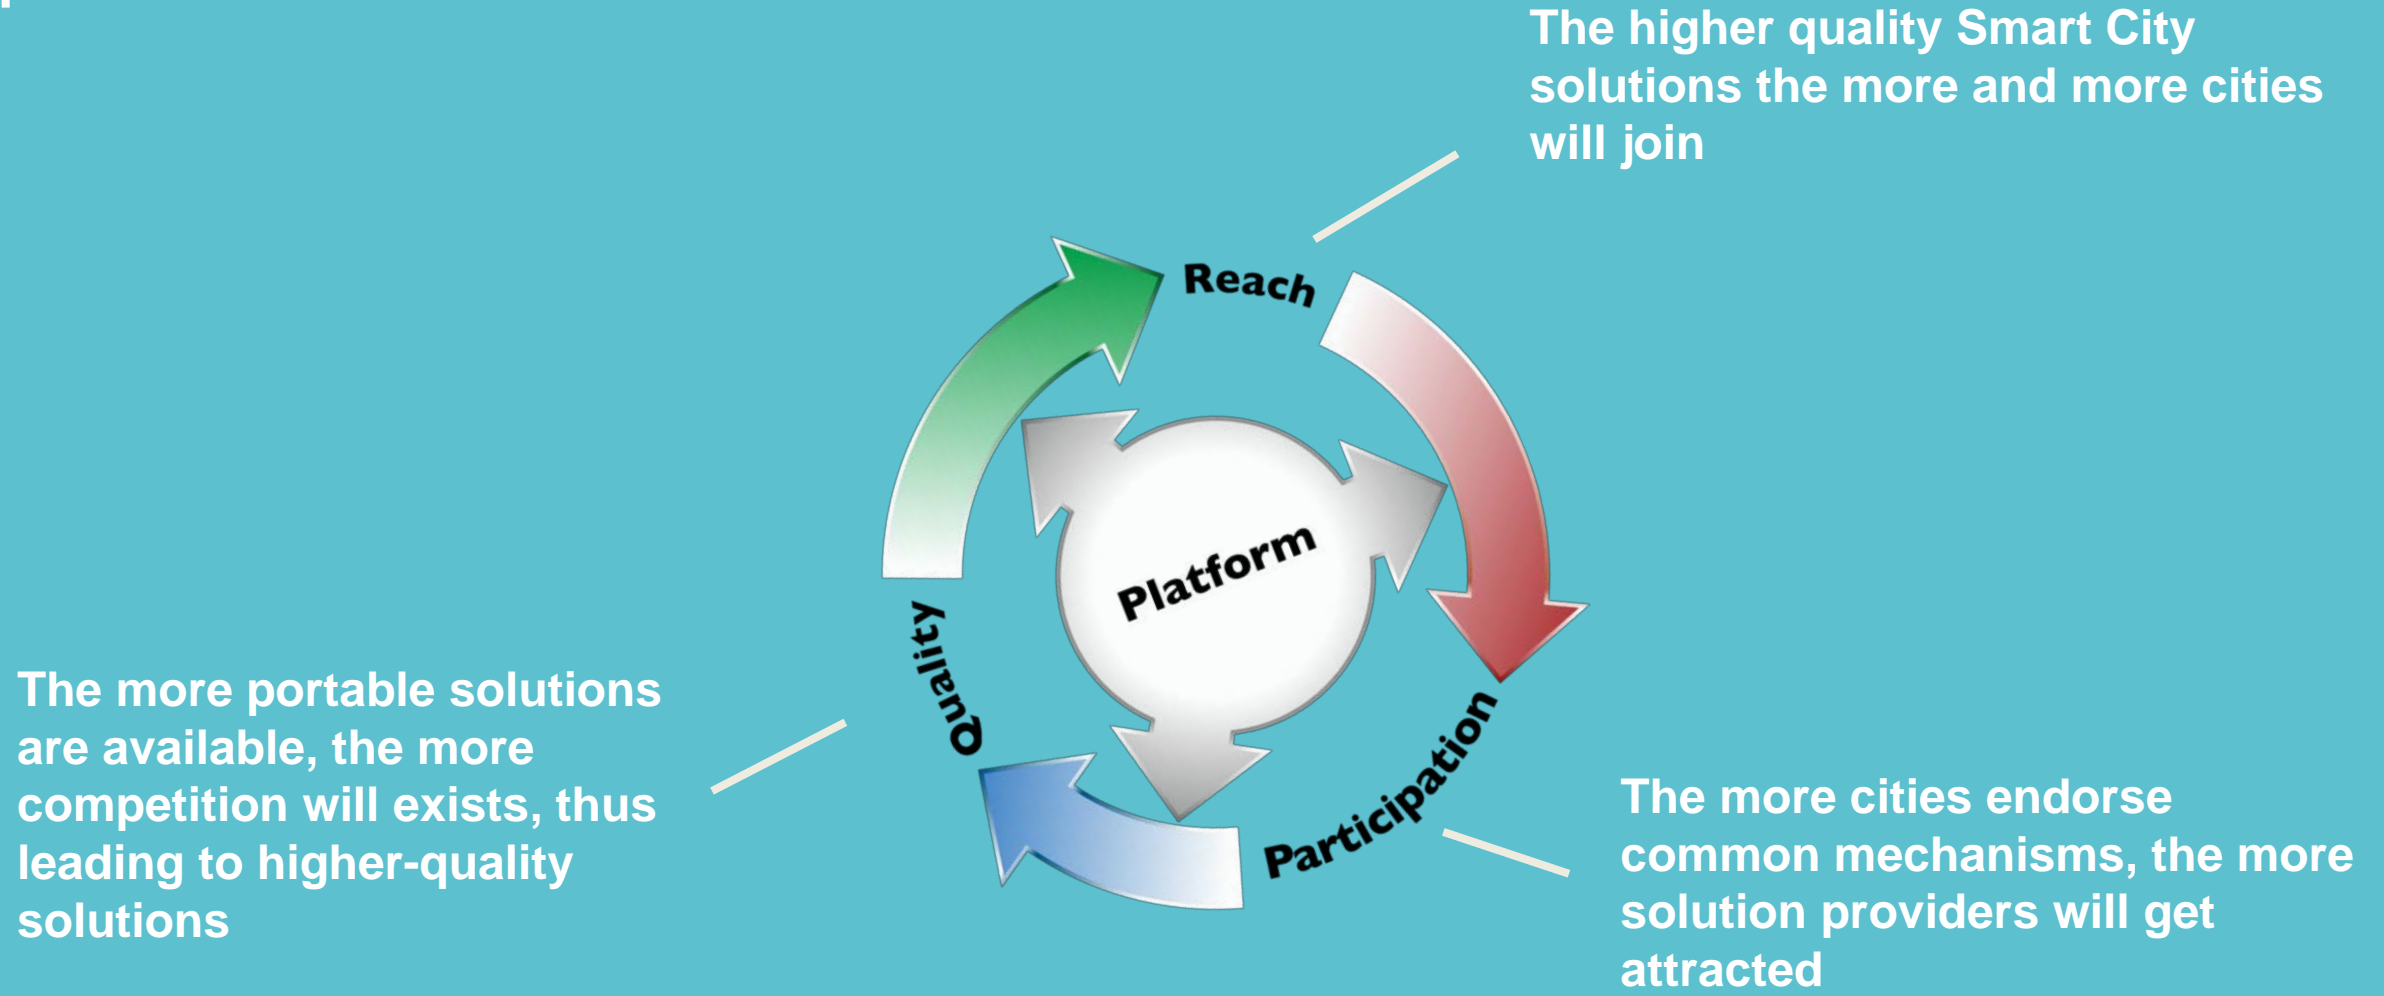 The higher quality Smart City
solutions the more and more cities
will join
Reach
Platform
Quality
Participation
The more portable solutions
are available, the more
competition will exists, thus
leading to higher-quality
solutions
The more cities endorse
common mechanisms, the more
solution providers will get
attracted